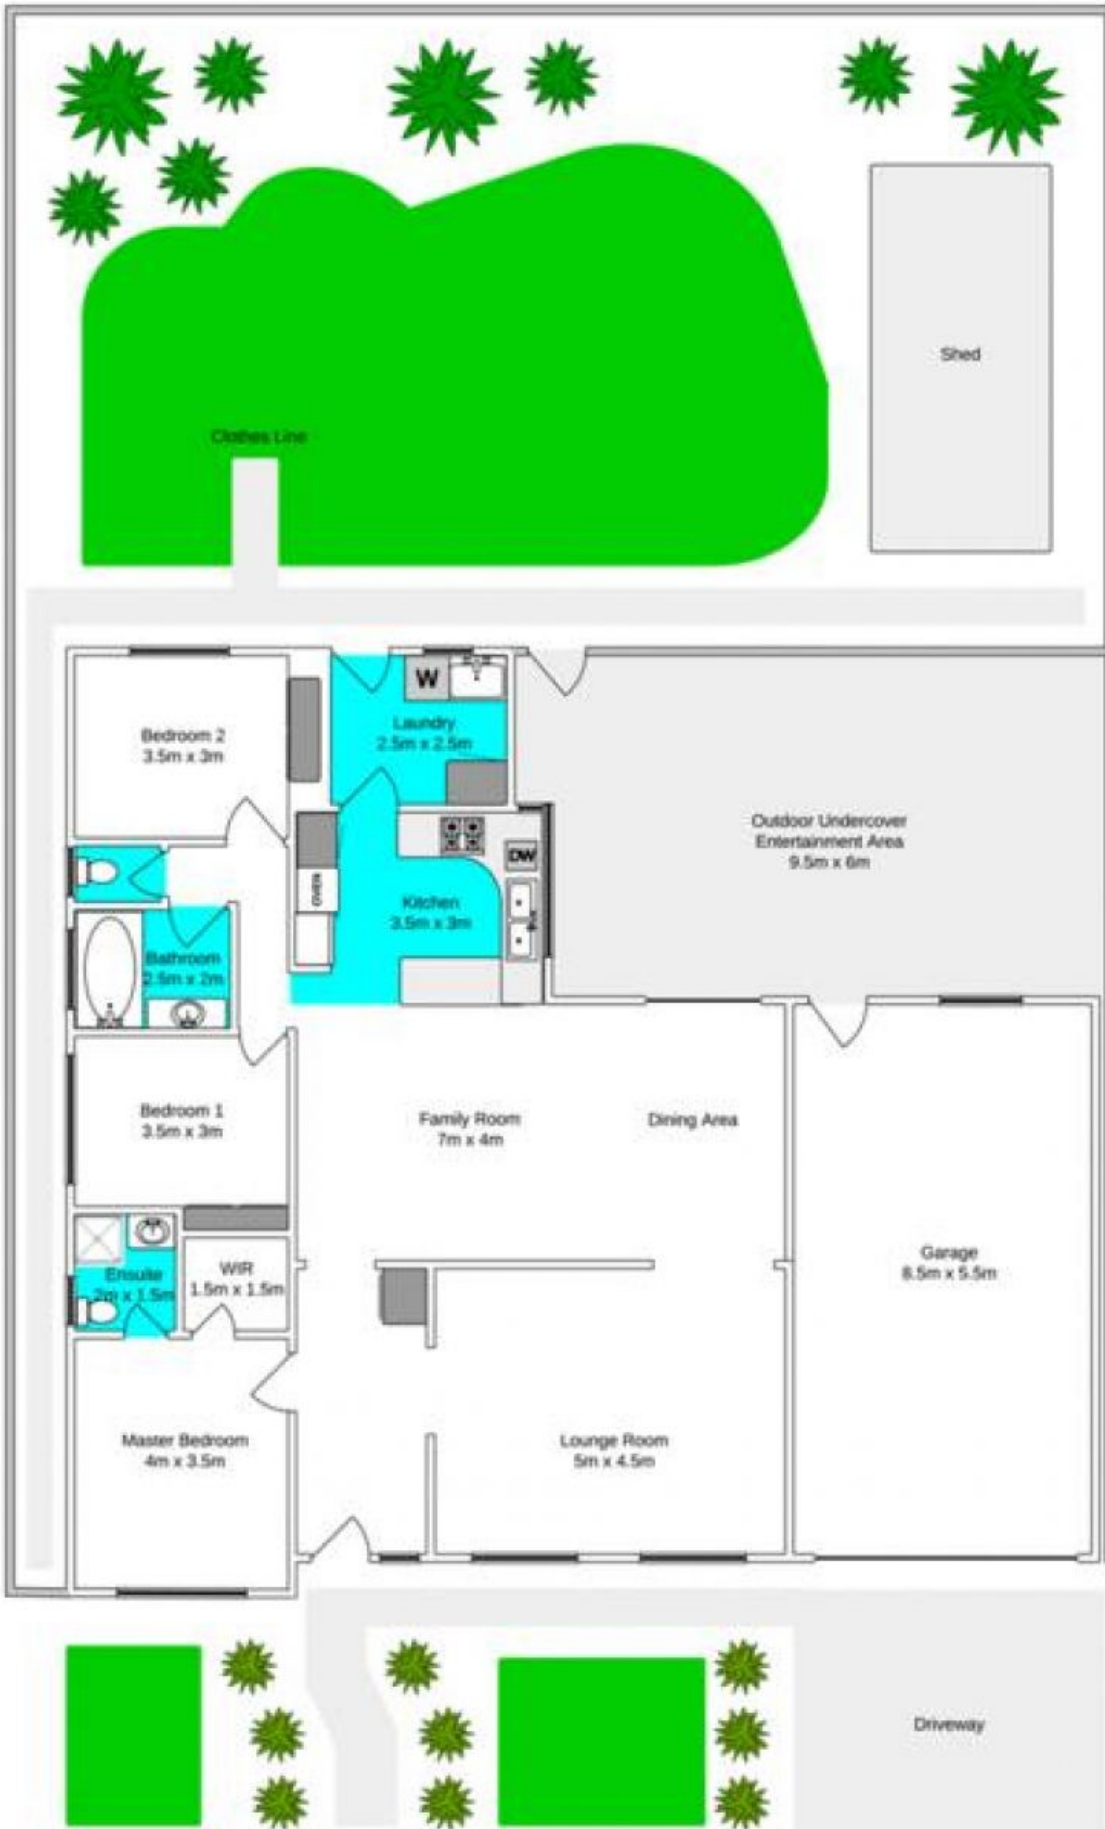 Clothes Line
Shed
W
Bedroom 2
3.5m x 3m
Laundry
2.5m x 2.5m
Outdoor Undercover
Entertainment Area
9.5m x 6m
DW
OVEN
Kitchen
3.5m x 3m
Bathroom
2.5m x 2m
Bedroom 1
3.5m x 3m
Family Room
7m x 4m
Dining Area
Garage
8.5m x 5.5m
WIR
1.5m x 1.5m
Ensuite
2m x 1.5m
Master Bedroom
4m x 3.5m
Lounge Room
5m x 4.5m
Driveway